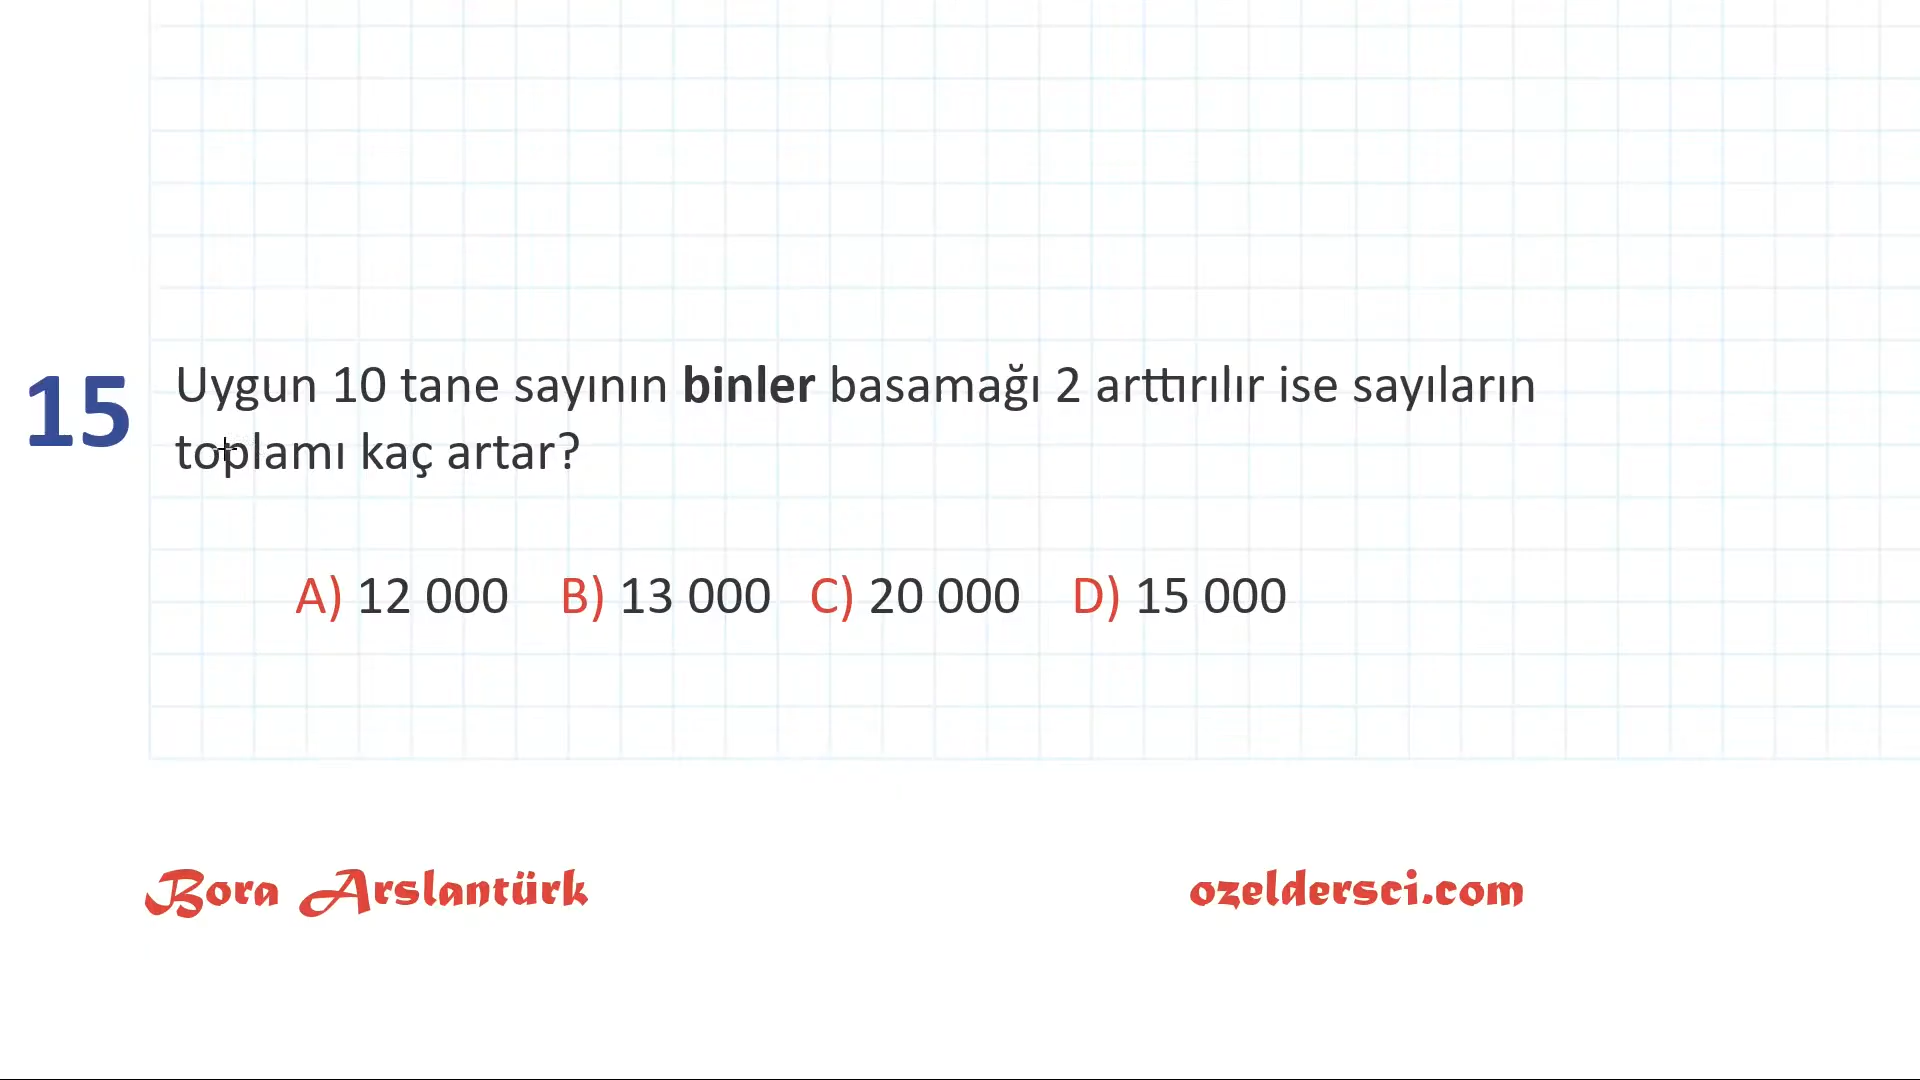 15
Uygun 10 tane sayının binler basamağı 2 arttırılır ise sayıların
toplamı kaç artar?
A) 12 000 B) 13 000 C) 20 000 D) 15 000
Bora Arslantürk
ozeldersci.com